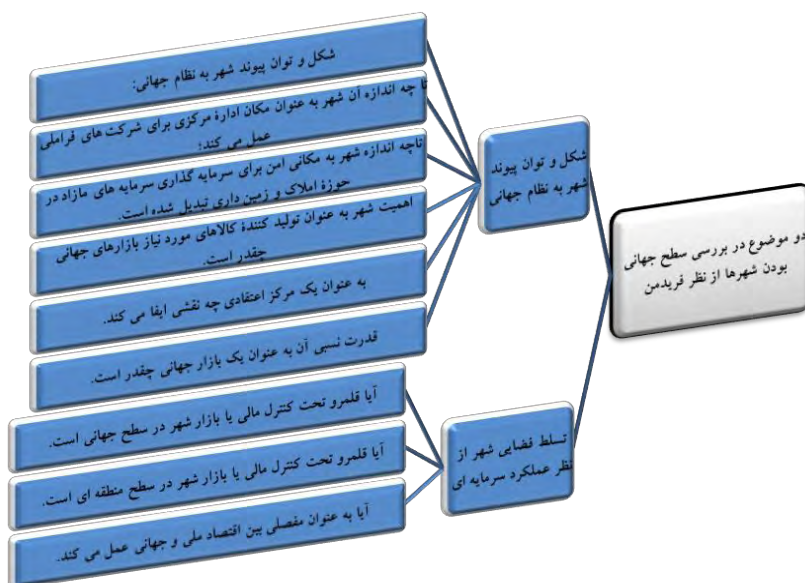 دو موضوع در بررسی سطح جهانی
بودن شهرها از نظر فریدمن
شکل و توان پیوند
شهر به نظام جهانی
شکل و توان پیوند شهر به نظام جهانی:
تا چه اندازه آن شهر به عنوان مکان ادارهٔ مرکزی برای شرکت های فراملی
عمل می کند؛
تاچه اندازه شهر به مکانی امن برای سرمایه گذاری سرمایه های مازاد در
حوزهٔ املاک و زمین داری تبدیل شده است.
اهمیت شهر به عنوان تولید کنندهٔ کالاهای مورد نیاز بازارهای جهانی
چقدر است.
به عنوان یک مرکز اعتقادی چه نقشی ایفا می کند.
قدرت نسبی آن به عنوان یک بازار جهانی چقدر است.
تسلط فضایی شهر از
نظر عملکرد سرمایه ای
آیا قلمرو تحت کنترل مالی یا بازار شهر در سطح جهانی است.
آیا قلمرو تحت کنترل مالی یا بازار شهر در سطح منطقه ای است.
آیا به عنوان مفصلی بین اقتصاد ملی و جهانی عمل می کند.